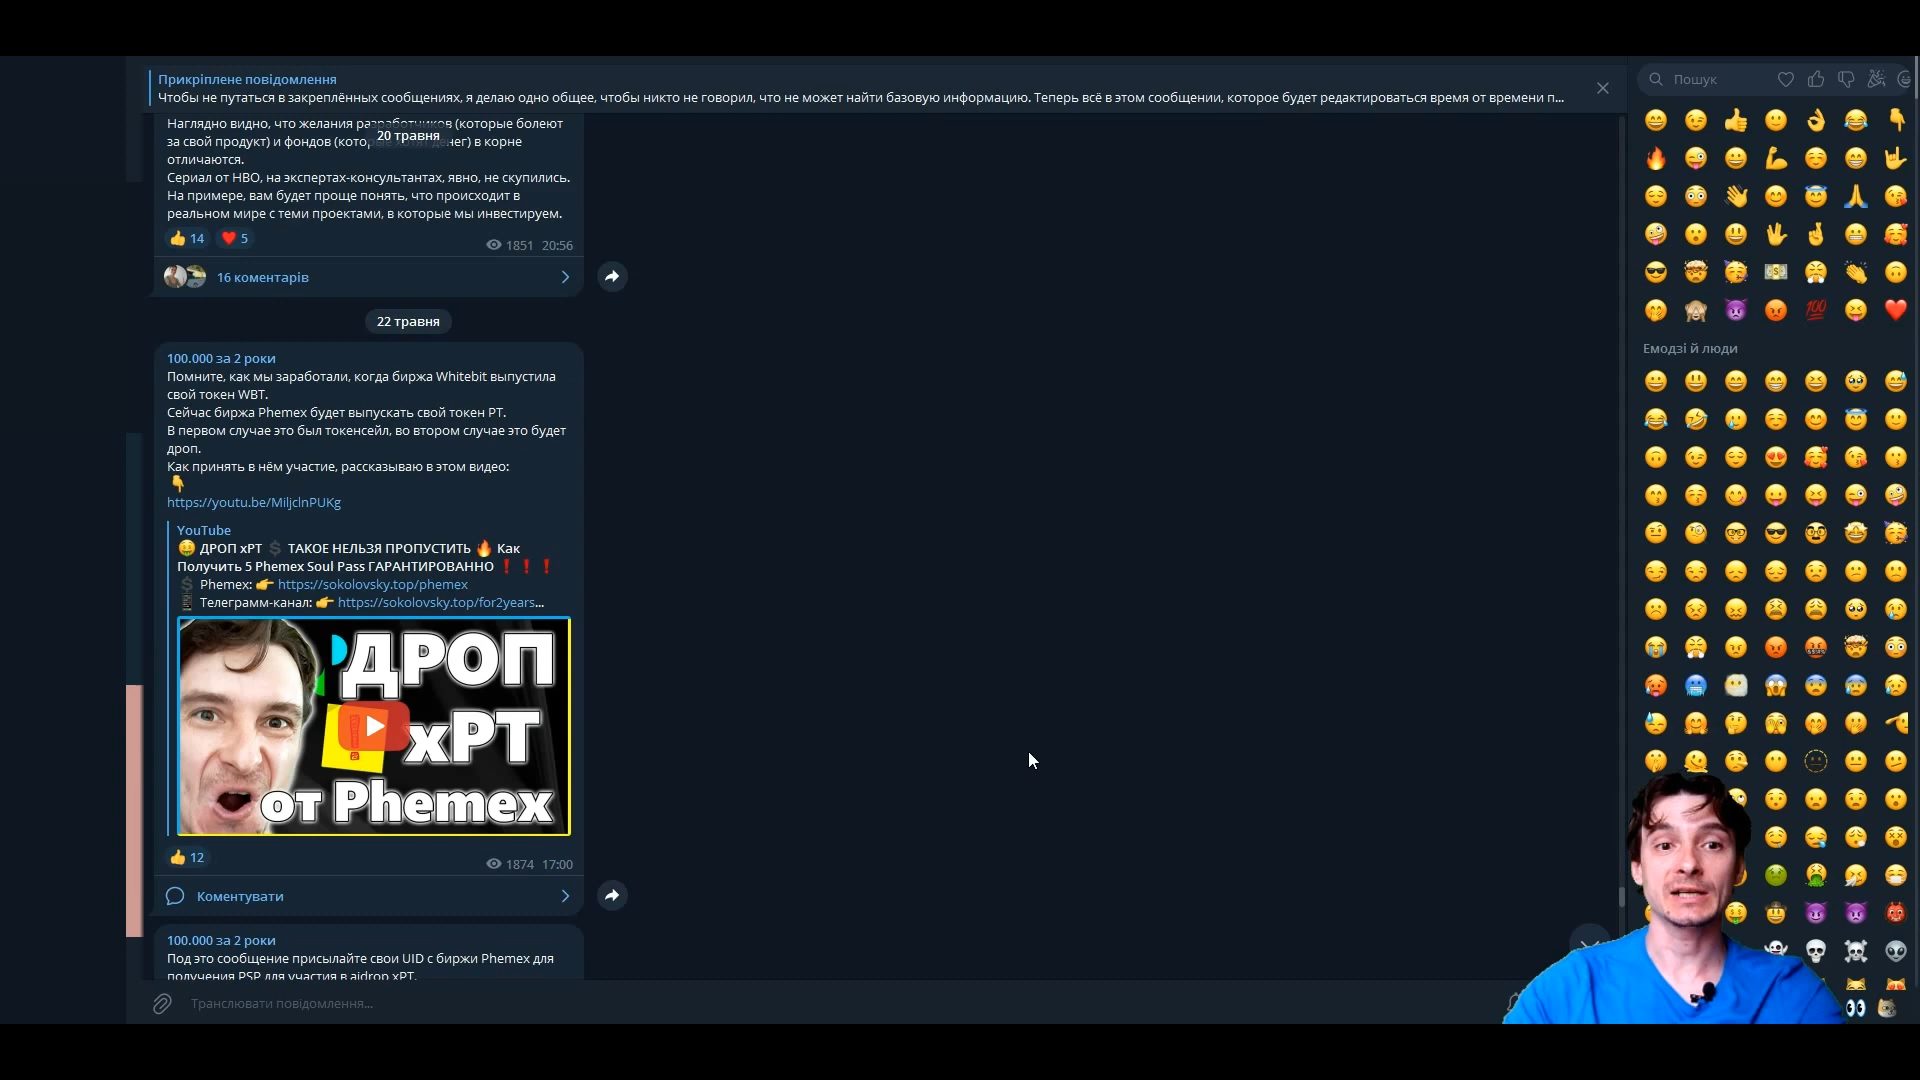 Прикріплене повідомлення
Чтобы не путаться в закреплённых сообщениях, я делаю одно общее, чтобы никто не говорил, что не может найти базовую информацию. Теперь всё в этом сообщении, которое будет редактироваться время от времени п...
Наглядно видно, что желания разработчиков (которые болеют
20 травня
за свой продукт) и фондов (которые хотят денег) в корне
отличаются.
Сериал от HBO, на экспертах-консультантах, явно, не скупились.
На примере, вам будет проще понять, что происходит в
реальном мире с теми проектами, в которые мы инвестируем.
14
5
1851 20:56
16 коментарів
22 травня
100.000 за 2 роки
Помните, как мы заработали, когда биржа Whitebit выпустила
свой токен WBT.
Сейчас биржа Phemex будет выпускать свой токен PT.
В первом случае это был токенсейл, во втором случае это будет
дроп.
Как принять в нём участие, рассказываю в этом видео:
https://youtu.be/MiljclnPUKg
YouTube
🤑 ДРОП xPT 💲 ТАКОЕ НЕЛЬЗЯ ПРОПУСТИТЬ 🔥 Как
Получить 5 Phemex Soul Pass ГАРАНТИРОВАННО ❗ ❗ ❗
💲 Phemex: 👉 https://sokolovsky.top/phemex
📱 Телеграмм-канал: 👉 https://sokolovsky.top/for2years...
ДРОП
xPT
от Phemex
12
1874 17:00
Коментувати
100.000 за 2 роки
Под это сообщение присылайте свои UID с биржи Phemex для
получения PSP для участия в aidrop xPT.
Транслювати повідомлення...
Пошук
100
Емодзі й люди